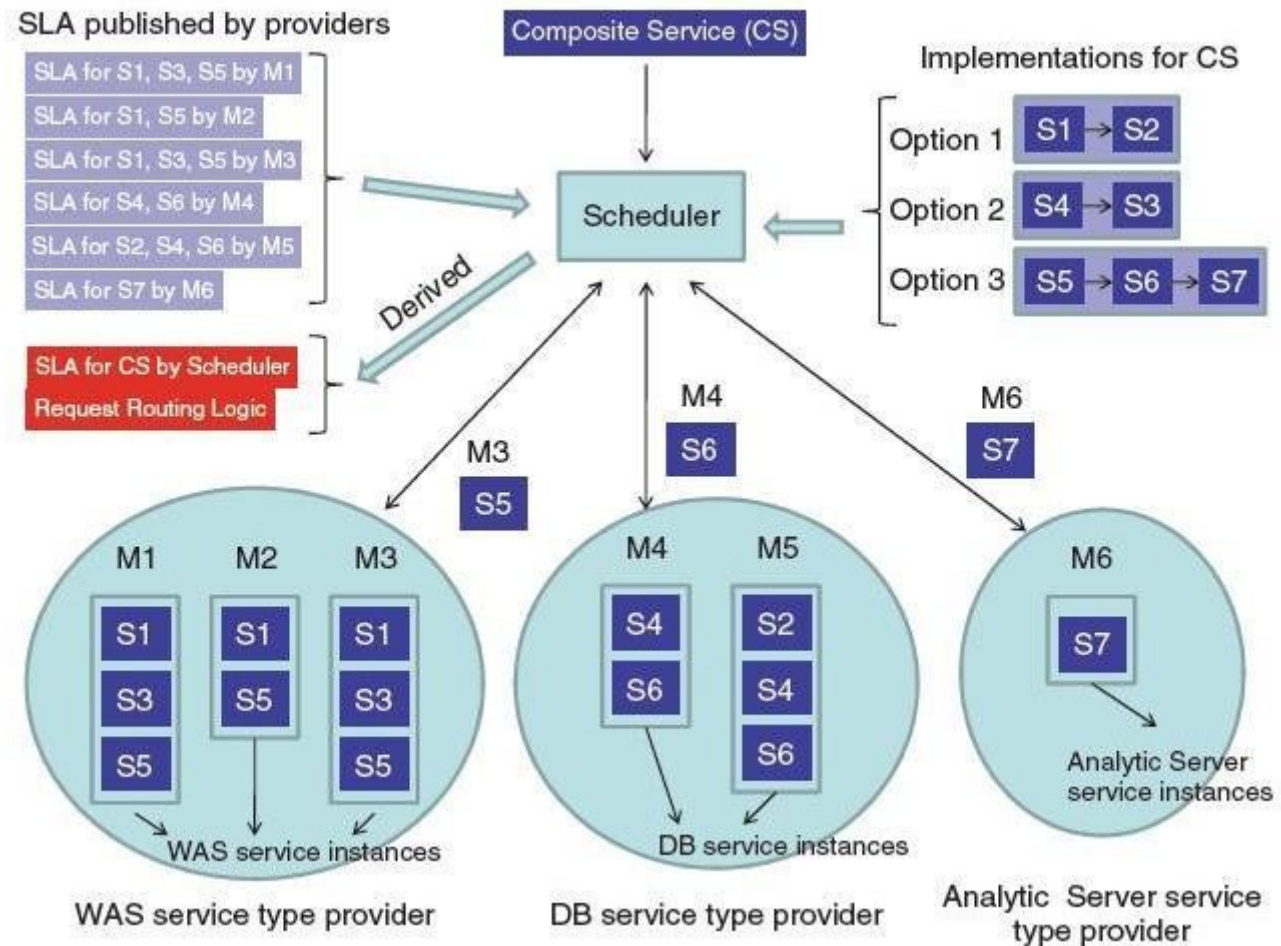 SLA published by providers
SLA for S1, S3, S5 by M1
SLA for S1, S5 by M2
SLA for S1, S3, S5 by M3
SLA for S4, S6 by M4
SLA for S2, S4, S6 by M5
SLA for S7 by M6
Composite Service (CS)
Scheduler
Implementations for CS
Option 1
S1
S2
Option 2
S4
S3
Option 3
S5
S6
S7
Derived
SLA for CS by Scheduler
Request Routing Logic
M3
S5
M4
S6
M6
S7
M1
S1
S3
S5
M2
S1
S5
M3
S1
S3
S5
WAS service instances
WAS service type provider
M4
S4
S6
M5
S2
S4
S6
DB service instances
DB service type provider
M6
S7
Analytic Server
service instances
Analytic Server service
type provider